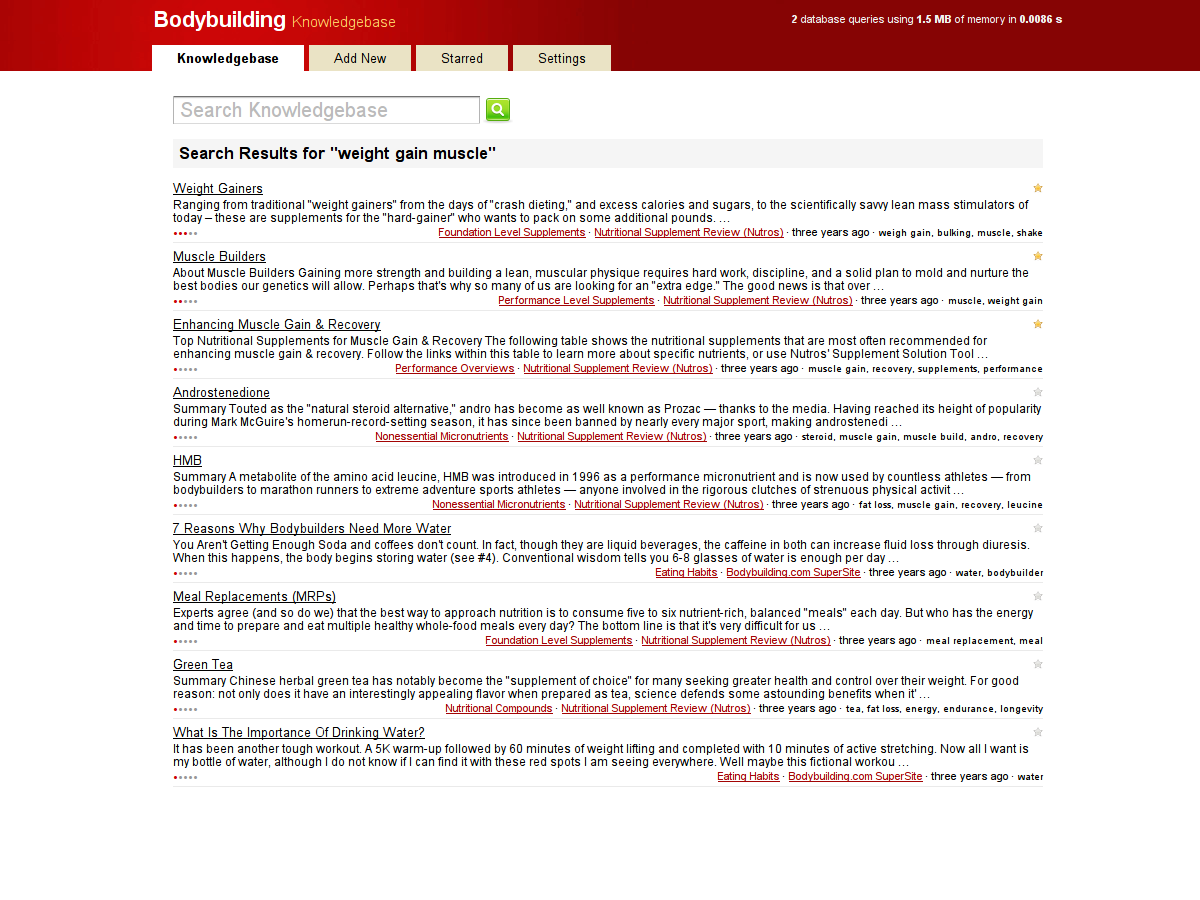 Bodybuilding Knowledgebase
2 database queries using 1.5 MB of memory in 0.0086 s
Knowledgebase Add New Starred Settings
Search Knowledgebase
Search Results for "weight gain muscle"
Weight Gainers
Ranging from traditional "weight gainers" from the days of "crash dieting," and excess calories and sugars, to the scientifically savvy lean mass stimulators of
today – these are supplements for the "hard-gainer" who wants to pack on some additional pounds. …
Foundation Level Supplements · Nutritional Supplement Review (Nutros) · three years ago · weigh gain, bulking, muscle, shake
Muscle Builders
About Muscle Builders Gaining more strength and building a lean, muscular physique requires hard work, discipline, and a solid plan to mold and nurture the
best bodies our genetics will allow. Perhaps that's why so many of us are looking for an "extra edge." The good news is that over …
Performance Level Supplements · Nutritional Supplement Review (Nutros) · three years ago · muscle, weight gain
Enhancing Muscle Gain & Recovery
Top Nutritional Supplements for Muscle Gain & Recovery The following table shows the nutritional supplements that are most often recommended for
enhancing muscle gain & recovery. Follow the links within this table to learn more about specific nutrients, or use Nutros' Supplement Solution Tool …
Performance Overviews · Nutritional Supplement Review (Nutros) · three years ago · muscle gain, recovery, supplements, performance
Androstenedione
Summary Touted as the "natural steroid alternative," andro has become as well known as Prozac — thanks to the media. Having reached its height of popularity
during Mark McGuire's homerun-record-setting season, it has since been banned by nearly every major sport, making androstenedi …
Nonessential Micronutrients · Nutritional Supplement Review (Nutros) · three years ago · steroid, muscle gain, muscle build, andro, recovery
HMB
Summary A metabolite of the amino acid leucine, HMB was introduced in 1996 as a performance micronutrient and is now used by countless athletes — from
bodybuilders to marathon runners to extreme adventure sports athletes — anyone involved in the rigorous clutches of strenuous physical activit …
Nonessential Micronutrients · Nutritional Supplement Review (Nutros) · three years ago · fat loss, muscle gain, recovery, leucine
7 Reasons Why Bodybuilders Need More Water
You Aren't Getting Enough Soda and coffees don't count. In fact, though they are liquid beverages, the caffeine in both can increase fluid loss through diuresis.
When this happens, the body begins storing water (see #4). Conventional wisdom tells you 6-8 glasses of water is enough per day …
Eating Habits · Bodybuilding.com SuperSite · three years ago · water, bodybuilder
Meal Replacements (MRPs)
Experts agree (and so do we) that the best way to approach nutrition is to consume five to six nutrient-rich, balanced "meals" each day. But who has the energy
and time to prepare and eat multiple healthy whole-food meals every day? The bottom line is that it's very difficult for us …
Foundation Level Supplements · Nutritional Supplement Review (Nutros) · three years ago · meal replacement, meal
Green Tea
Summary Chinese herbal green tea has notably become the "supplement of choice" for many seeking greater health and control over their weight. For good
reason: not only does it have an interestingly appealing flavor when prepared as tea, science defends some astounding benefits when it' …
Nutritional Compounds · Nutritional Supplement Review (Nutros) · three years ago · tea, fat loss, energy, endurance, longevity
What Is The Importance Of Drinking Water?
It has been another tough workout. A 5K warm-up followed by 60 minutes of weight lifting and completed with 10 minutes of active stretching. Now all I want is
my bottle of water, although I do not know if I can find it with these red spots I am seeing everywhere. Well maybe this fictional workou …
Eating Habits · Bodybuilding.com SuperSite · three years ago · water